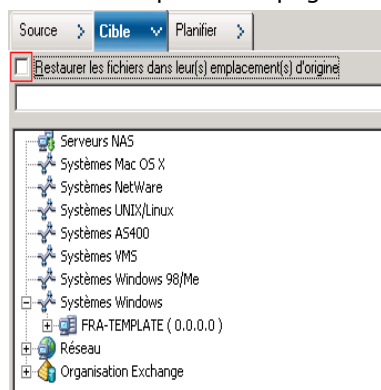 Source > Cible Planifier >
Restaurer les fichiers dans leur(s) emplacement(s) d'origine
Serveurs NAS
Systèmes Mac OS X
Systèmes NetWare
Systèmes UNIX/Linux
Systèmes AS400
Systèmes VMS
Systèmes Windows 98/Me
Systèmes Windows
FRA-TEMPLATE ( 0.0.0.0 )
Réseau
Organisation Exchange